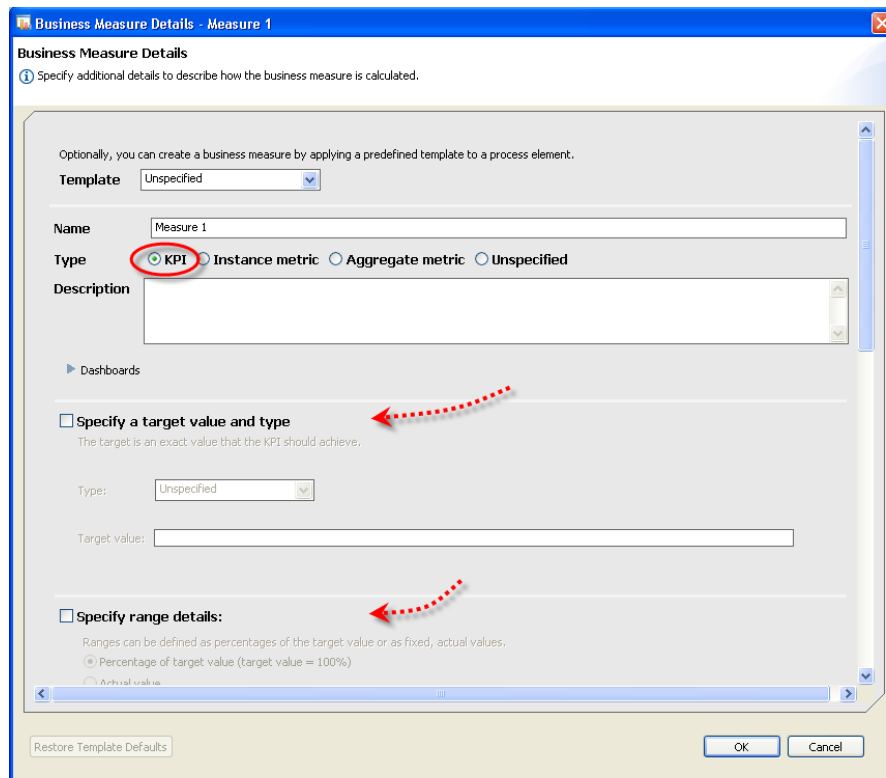 Business Measure Details - Measure 1
Business Measure Details
Specify additional details to describe how the business measure is calculated.
Optionally, you can create a business measure by applying a predefined template to a process element.
Template Unspecified
Name Measure 1
Type KPI Instance metric Aggregate metric Unspecified
Description
Dashboards
Specify a target value and type
The target is an exact value that the KPI should achieve.
Type: Unspecified
Target value:
Specify range details:
Ranges can be defined as percentages of the target value or as fixed, actual values.
Percentage of target value (target value = 100%)
Actual value
Restore Template Defaults OK Cancel